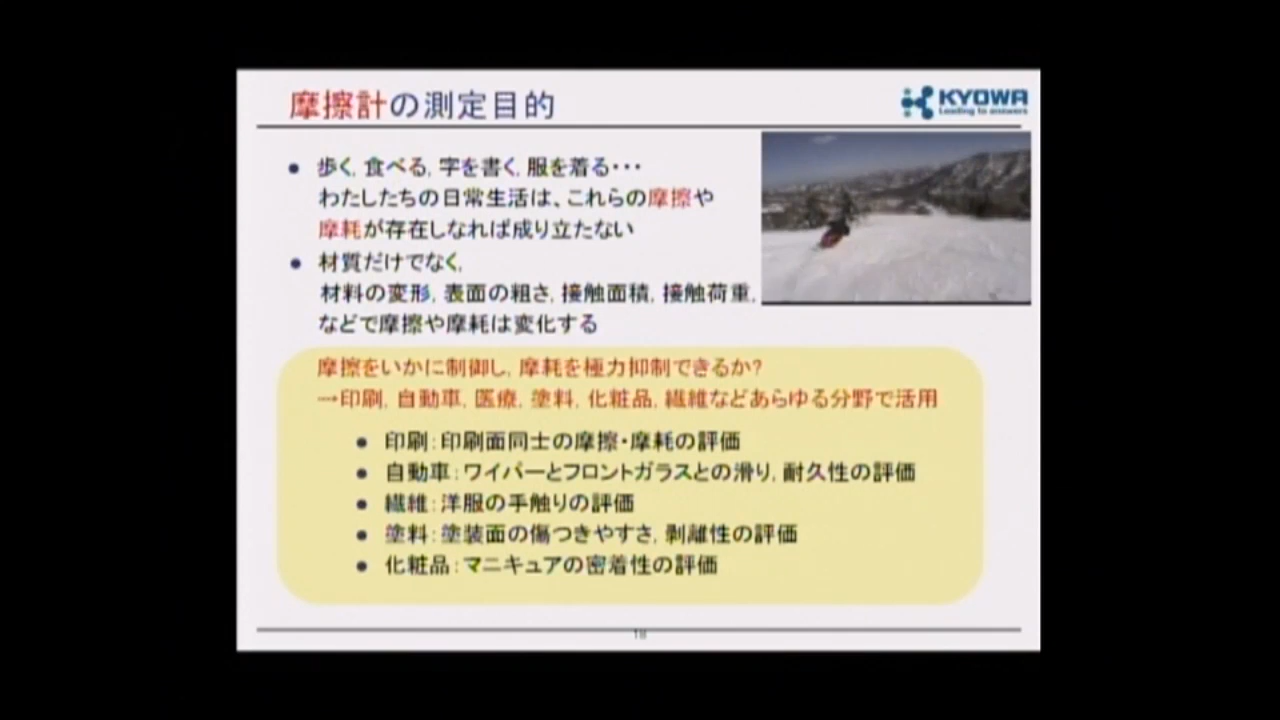 摩擦計の測定目的
KYOWA
Leading to answers
● 歩く, 食べる, 字を書く, 服を着る・・・
わたしたちの日常生活は、これらの摩擦や
摩耗が存在しなれば成り立たない
● 材質だけでなく,
材料の変形, 表面の粗さ, 接触面積, 接触荷重,
などで摩擦や摩耗は変化する
摩擦をいかに制御し, 摩耗を極力抑制できるか?
→印刷, 自動車, 医療, 塗料, 化粧品, 繊維などあらゆる分野で活用
● 印刷:印刷面同士の摩擦・摩耗の評価
● 自動車:ワイパーとフロントガラスとの滑り, 耐久性の評価
● 繊維:洋服の手触りの評価
● 塗料:塗装面の傷つきやすさ, 剥離性の評価
● 化粧品:マニキュアの密着性の評価